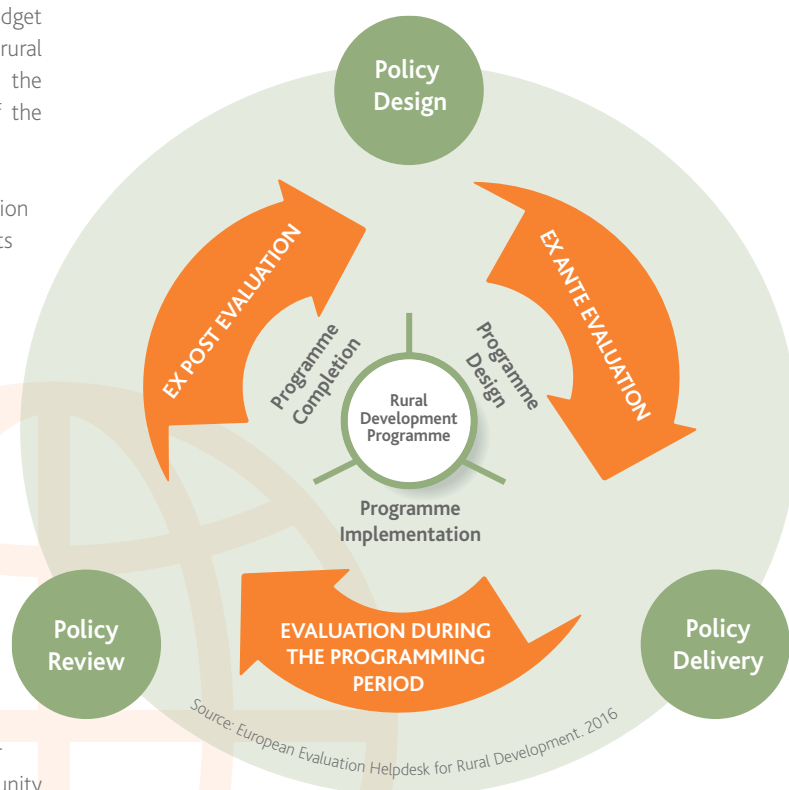 dget
rural
the
the
ion
ts
unity
Policy
Design
EX POST EVALUATION
EX ANTE EVALUATION
Programme
Completion
Programme
Design
Rural
Development
Programme
Programme
Implementation
Policy
Review
EVALUATION DURING
THE PROGRAMMING
PERIOD
Policy
Delivery
Source: European Evaluation Helpdesk for Rural Development. 2016